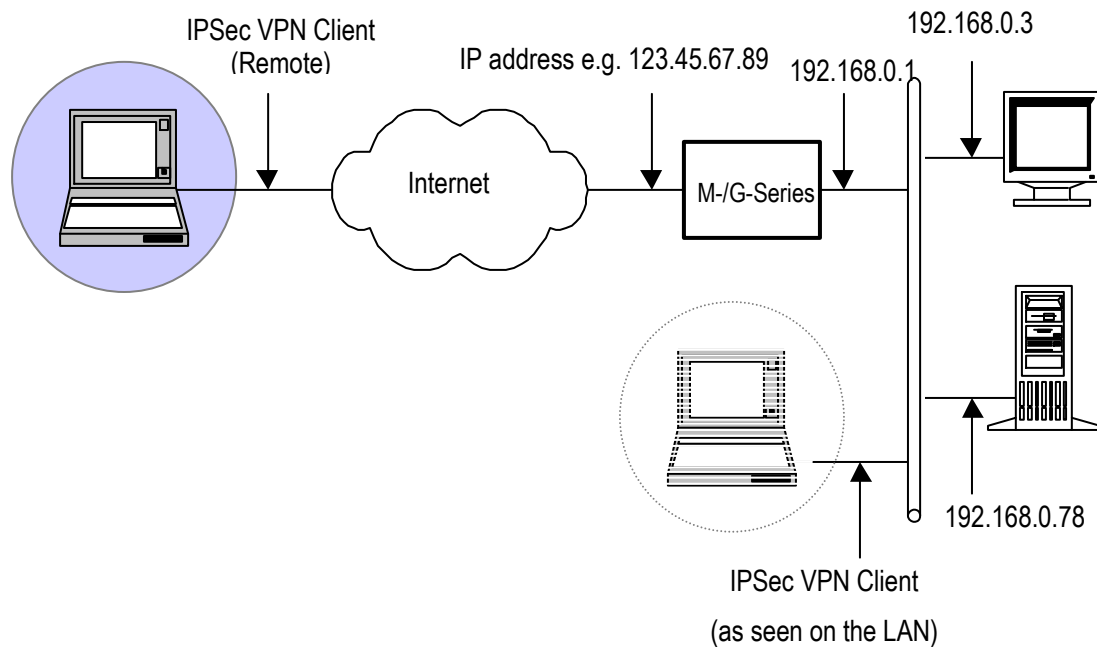 IPSec VPN Client
(Remote)
IP address e.g. 123.45.67.89
192.168.0.1
192.168.0.3
Internet
M-/G-Series
192.168.0.78
IPSec VPN Client
(as seen on the LAN)